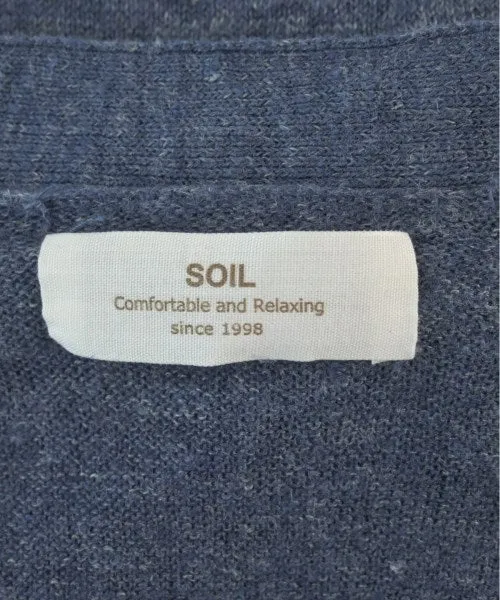 SOIL
Comfortable and Relaxing
since 1998